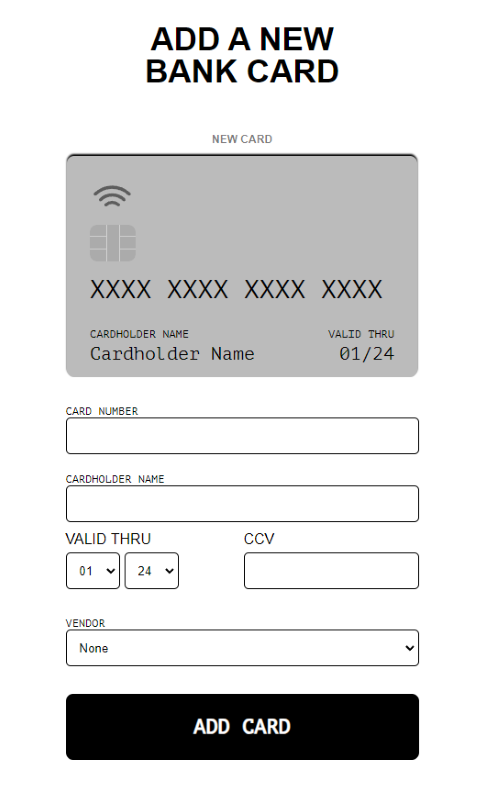 ADD A NEW
BANK CARD
NEW CARD
XXXX XXXX XXXX XXXX
CARDHOLDER NAME VALID THRU
Cardholder Name 01/24
CARD NUMBER
CARDHOLDER NAME
VALID THRU CCV
01 24
VENDOR
None
ADD CARD